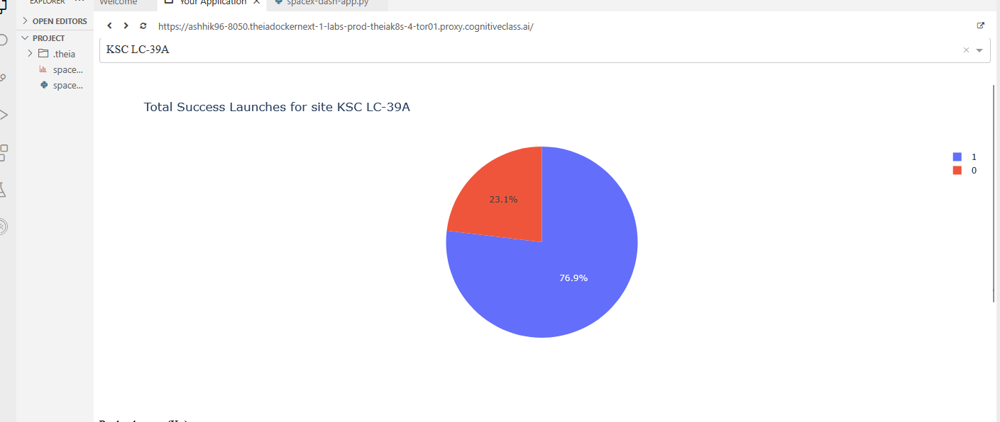 EXPLORER ...
Welcome
Your Application
spacex-dash-app.py
OPEN EDITORS
PROJECT
.theia
space...
space...
https://ashhik96-8050.theiadockernext-1-labs-prod-theiak8s-4-tor01.proxy.cognitiveclass.ai/
KSC LC-39A
Total Success Launches for site KSC LC-39A
1
0
23.1%
76.9%